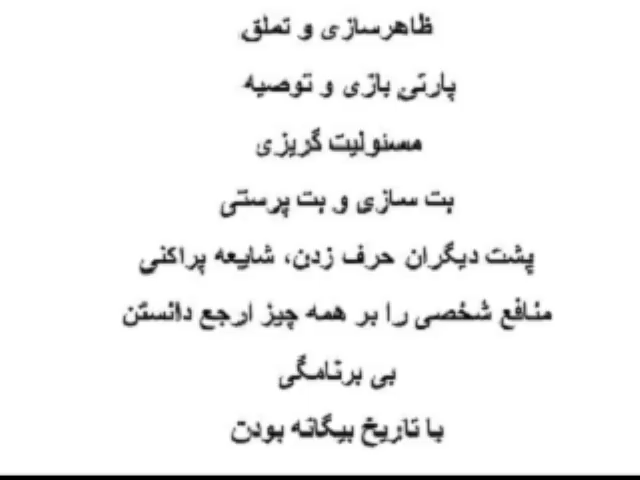 ظاهرسازی و تملق
پارتی بازی و توصیه
مسئولیت گریزی
بت سازی و بت پرستی
پشت دیگران حرف زدن، شایعه پراکنی
منافع شخصی را بر همه چیز ارجع دانستن
بی برنامگی
با تاریخ بیگانه بودن